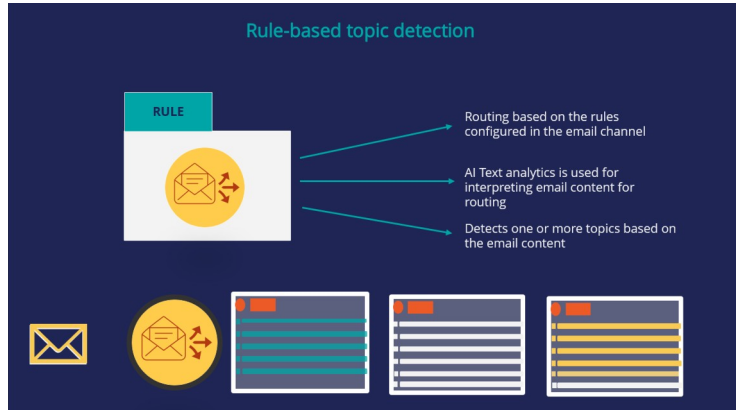 Rule-based topic detection
RULE
Routing based on the rules
configured in the email channel
AI Text analytics is used for
interpreting email content for
routing
Detects one or more topics based on
the email content